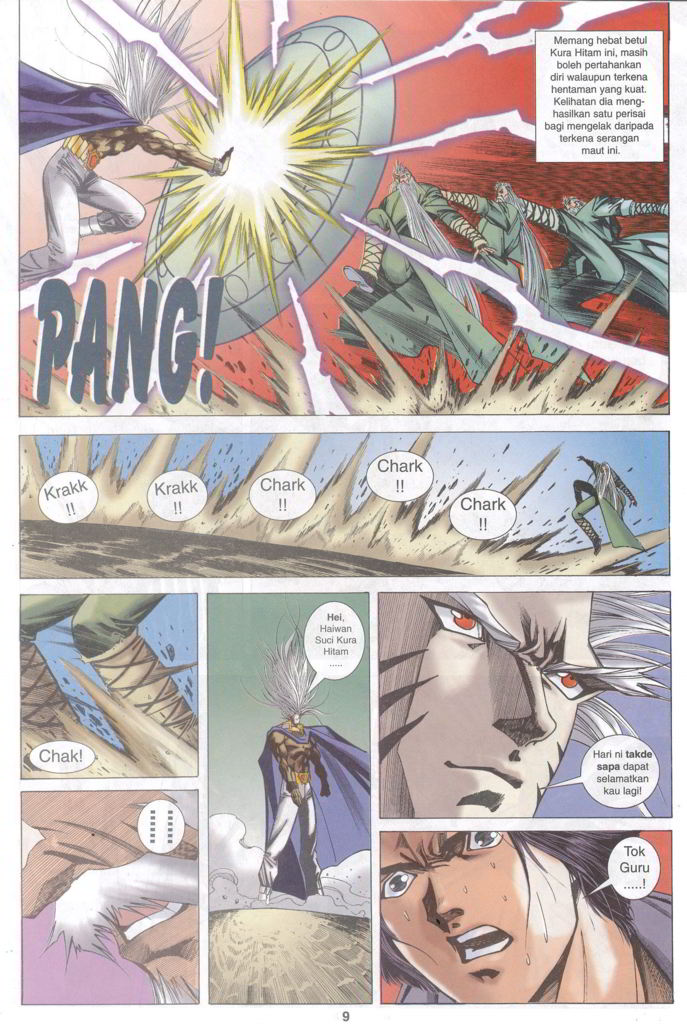 Memang hebat betul
Kura Hitam ini, masih
boleh pertahankan
diri walaupun terkena
hentaman yang kuat.
Kelihatan dia meng-
hasilkan satu perisai
bagi mengelak daripada
terkena serangan
maut ini.
PANG!
Krakk
!!
Krakk
!!
Chark
!!
Chark
!!
Chark
!!
Chak!
Hei,
Haiwan
Suci Kura
Hitam
.....
Hari ni takde
sapa dapat
selamatkan
kau lagi!
!!
Tok
Guru
.....!
9